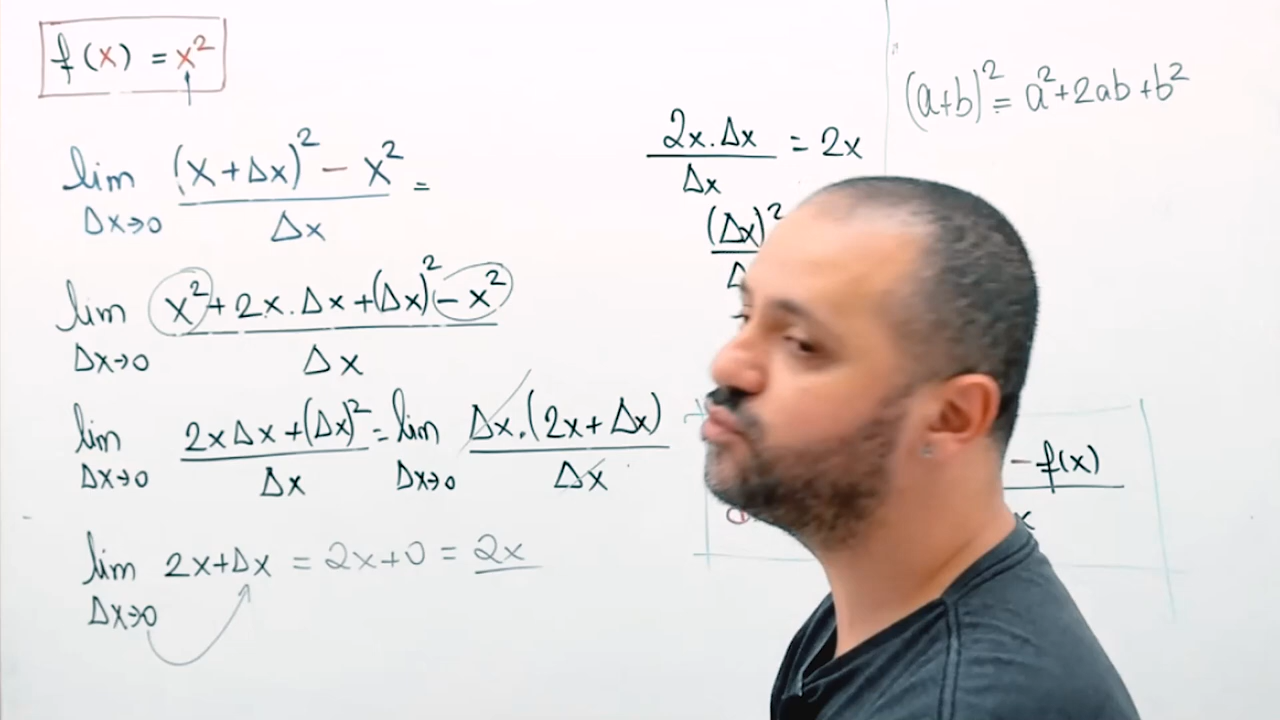 f(x) = x²
lim Δx→0 ((x+Δx)² − x²)/Δx =
lim Δx→0 (x² + 2x.Δx + (Δx)² − x²)/Δx
lim Δx→0 (2xΔx + (Δx)²)/Δx = lim Δx→0 (Δx.(2x+Δx))/Δx
lim Δx→0 2x+Δx = 2x+0 = 2x
(2x.Δx)/Δx = 2x
(Δx)²
(a+b)² = a²+2ab+b²
− f(x)
x